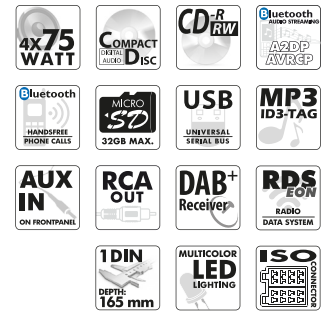 4x75
WATT
COMPACT
DIGITAL AUDIO
DISC
CD-R
RW
Bluetooth
AUDIO STREAMING
A2DP
AVRCP
Bluetooth
HANDSFREE
PHONE CALLS
MICRO
SD
32GB MAX.
USB
UNIVERSAL
SERIAL BUS
MP3
ID3-TAG
AUX
IN
ON FRONTPANEL
RCA
OUT
DAB+
Receiver
RDS
EON
RADIO
DATA SYSTEM
1 DIN
DEPTH:
165 mm
MULTICOLOR
LED
LIGHTING
ISO
CONNECTOR